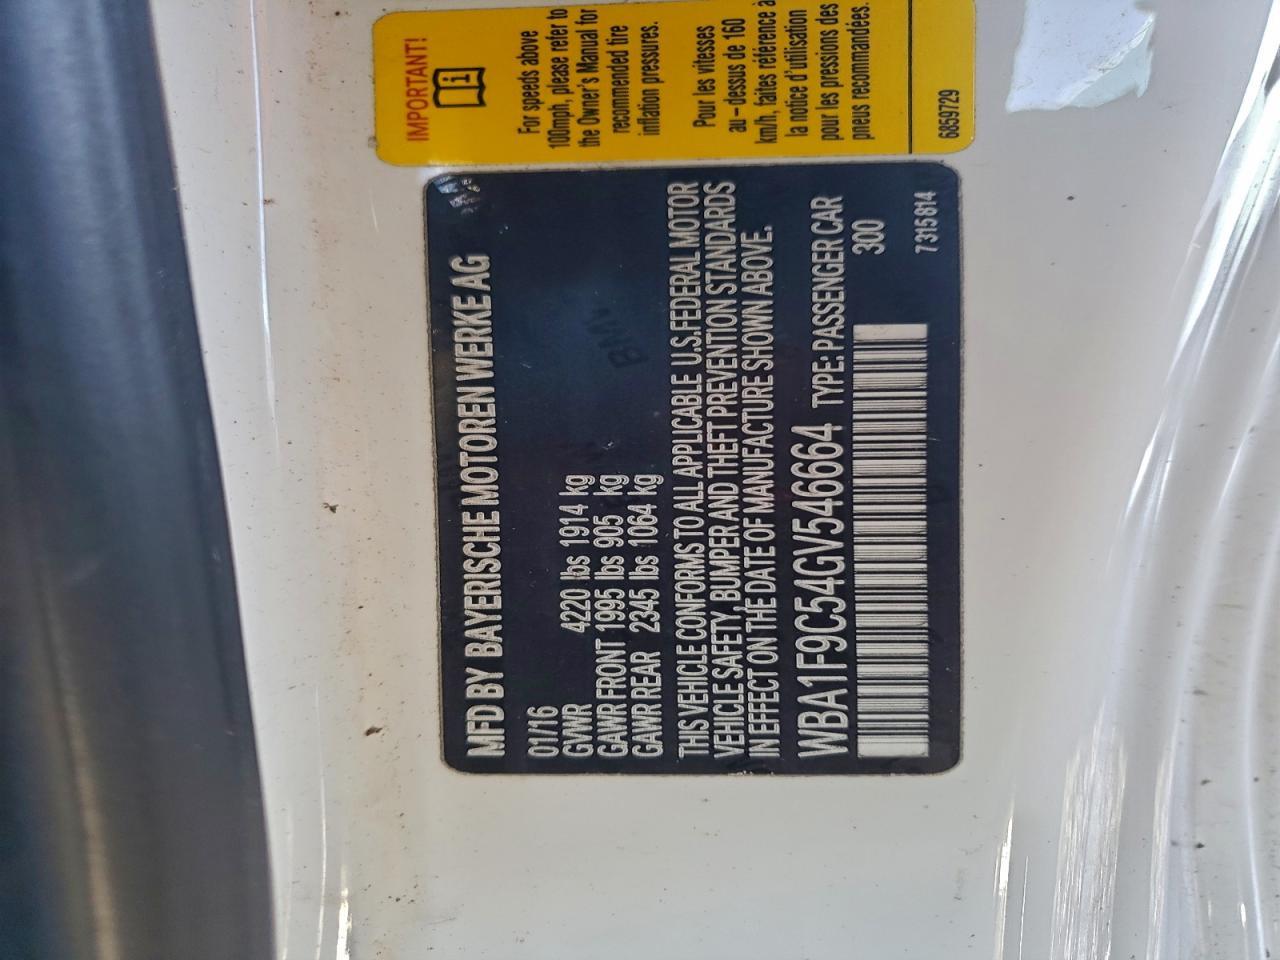 MFD BY BAYERISCHE MOTOREN WERKE AG
01/16
GVWR 4220 lbs 1914 kg
GAWR FRONT 1995 lbs 905 kg
GAWR REAR 2345 lbs 1064 kg
THIS VEHICLE CONFORMS TO ALL APPLICABLE U.S.FEDERAL MOTOR
VEHICLE SAFETY, BUMPER AND THEFT PREVENTION STANDARDS
IN EFFECT ON THE DATE OF MANUFACTURE SHOWN ABOVE.
WBA1F9C54GV546664 TYPE: PASSENGER CAR
300
7315814
IMPORTANT!
For speeds above
100mph, please refer to
the Owner's Manual for
recommended tire
inflation pressures.
Pour les vitesses
au-dessus de 160
km/h, faites référence à
la notice d'utilisation
pour les pressions des
pneus recommandées.
6859729